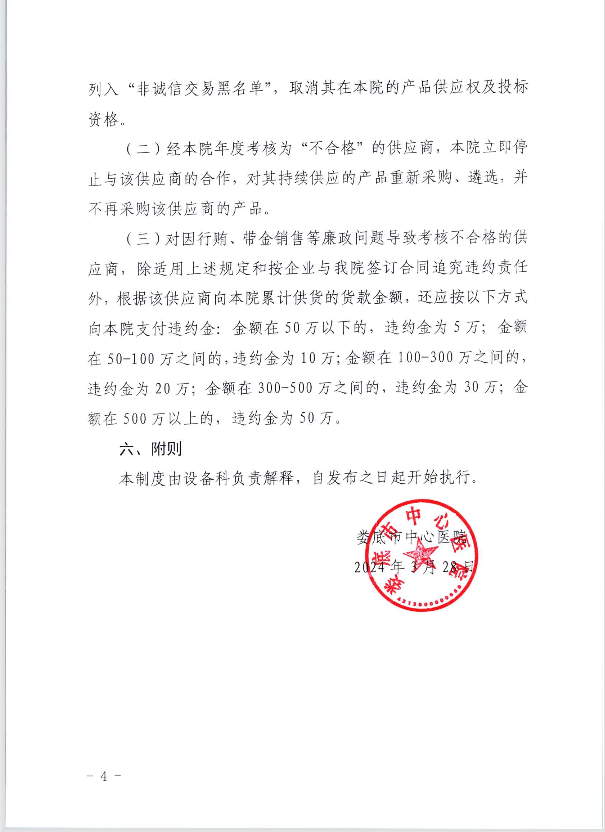 列入“非诚信交易黑名单”，取消其在本院的产品供应权及投标
资格。
（二）经本院年度考核为“不合格”的供应商，本院立即停
止与该供应商的合作，对其持续供应的产品重新采购、遴选，并
不再采购该供应商的产品。
（三）对因行贿、带金销售等廉政问题导致考核不合格的供
应商，除适用上述规定和按企业与我院签订合同追究违约责任
外，根据该供应商向本院累计供货的货款金额，还应按以下方式
向本院支付违约金：金额在 50 万以下的，违约金为 5 万；金额
在 50-100 万之间的，违约金为 10 万；金额在 100-300 万之间的，
违约金为 20 万；金额在 300-500 万之间的，违约金为 30 万；金
额在 500 万以上的，违约金为 50 万。
六、附则
本制度由设备科负责解释，自发布之日起开始执行。
娄底市中心医院
2024 年 3 月 28 日
娄底市中心医院
- 4 -